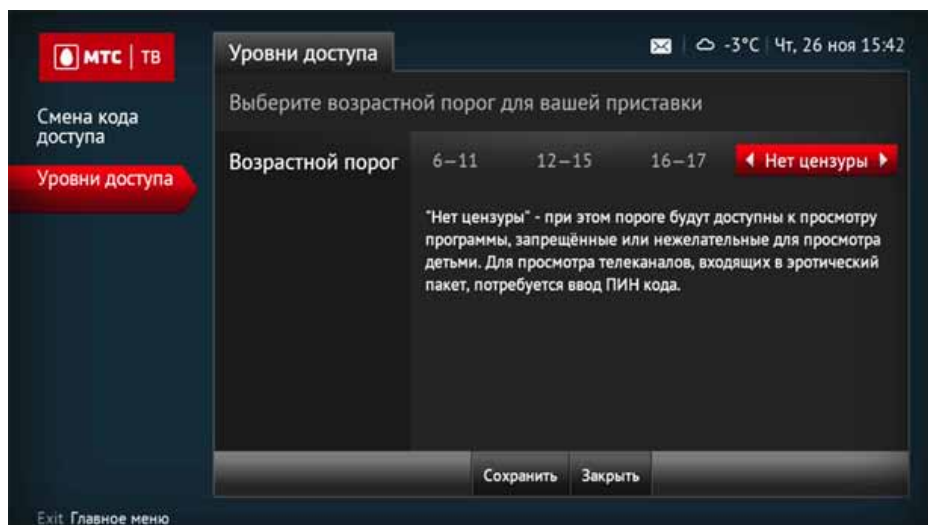 МТС | ТВ
Уровни доступа
-3°C Чт, 26 ноя 15:42
Смена кода
доступа
Уровни доступа
Выберите возрастной порог для вашей приставки
Возрастной порог 6—11 12—15 16—17 Нет цензуры
"Нет цензуры" - при этом пороге будут доступны к просмотру
программы, запрещённые или нежелательные для просмотра
детьми. Для просмотра телеканалов, входящих в эротический
пакет, потребуется ввод ПИН кода.
Сохранить Закрыть
Exit Главное меню